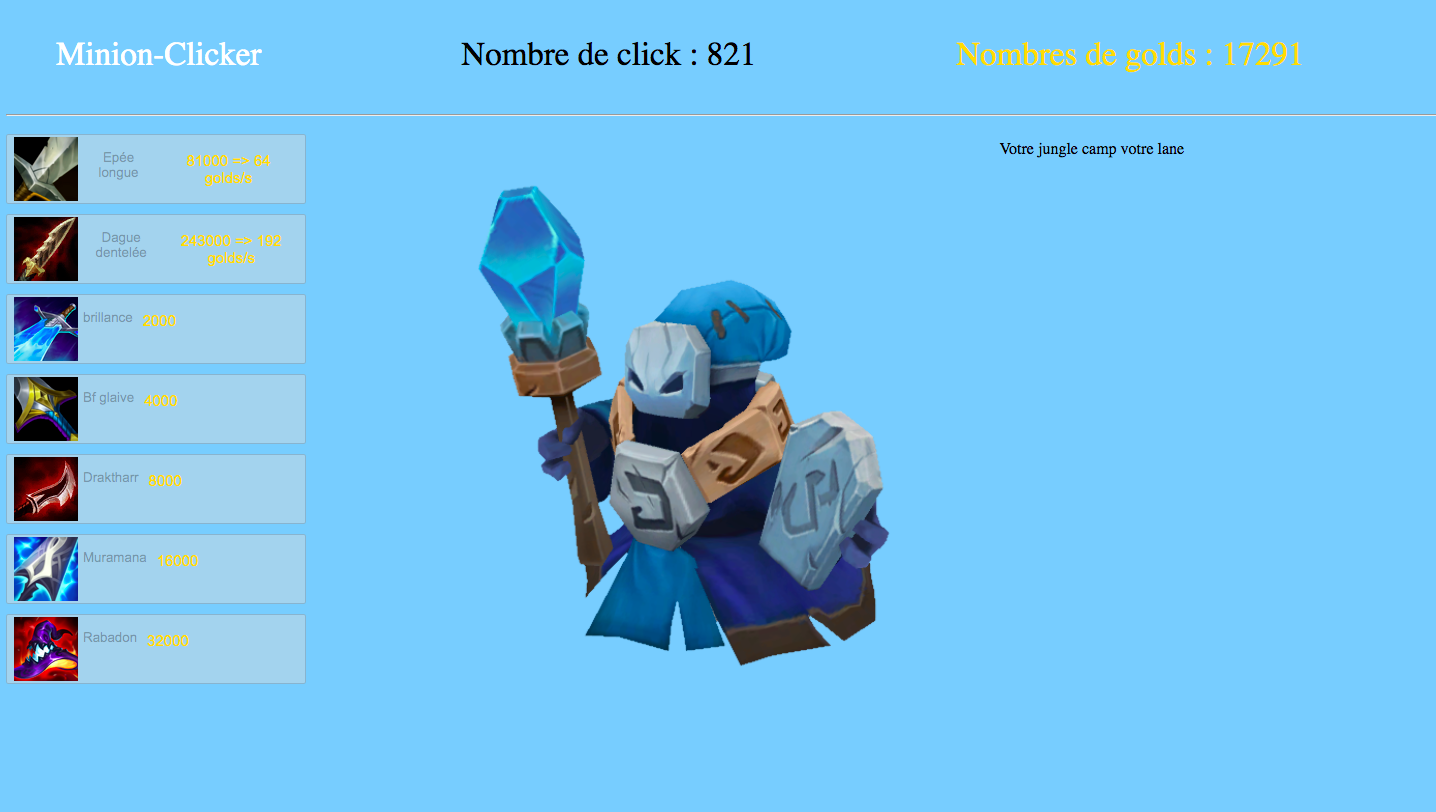 Minion-Clicker
Nombre de click : 821
Nombres de golds : 17291
Votre jungle camp votre lane
Epée
longue
81000 => 64
golds/s
Dague
dentelée
243000 => 192
golds/s
brillance
2000
Bf glaive
4000
Draktharr
8000
Muramana
16000
Rabadon
32000